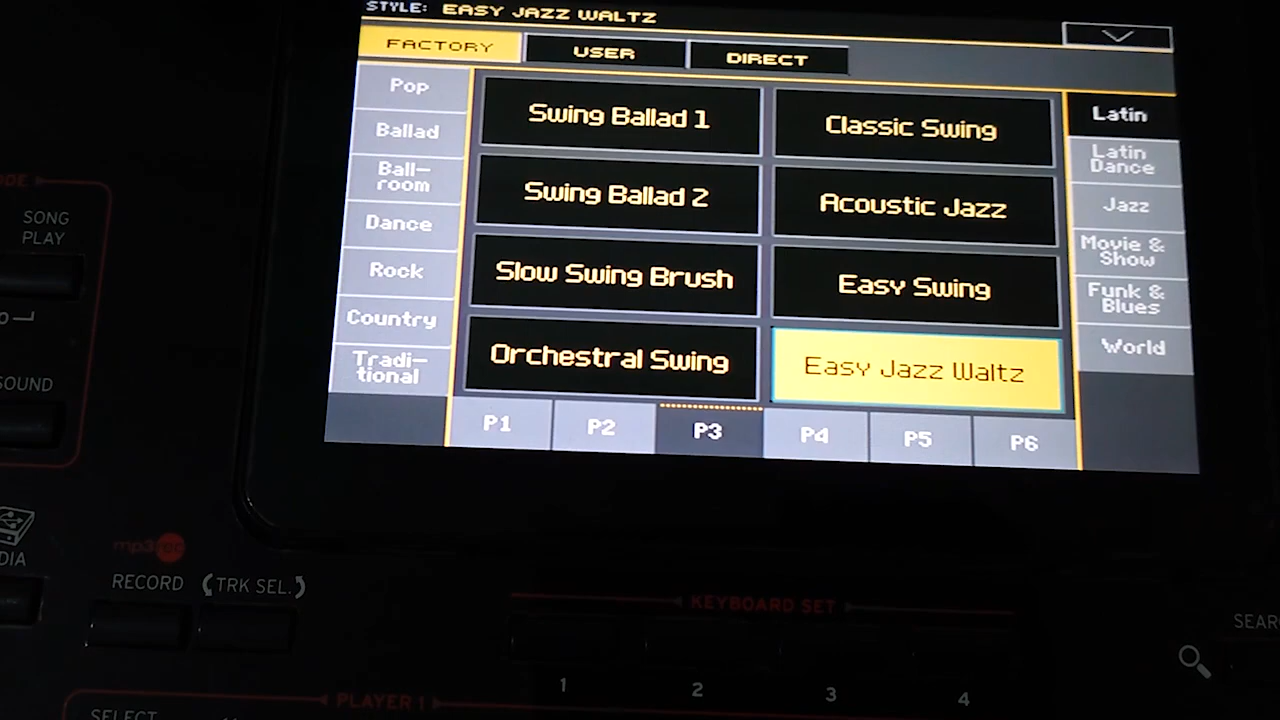 STYLE: EASY JAZZ WALTZ
FACTORY
USER
DIRECT
Pop
Ballad
Ball-
room
Dance
Rock
Country
Tradi-
tional
Swing Ballad 1
Classic Swing
Swing Ballad 2
Acoustic Jazz
Slow Swing Brush
Easy Swing
Orchestral Swing
Easy Jazz Waltz
Latin
Latin
Dance
Jazz
Movie &
Show
Funk &
Blues
World
P1
P2
P3
P4
P5
P6
SONG
PLAY
SOUND
RECORD
TRK SEL.
KEYBOARD SET
1
2
3
4
PLAYER 1
SELECT